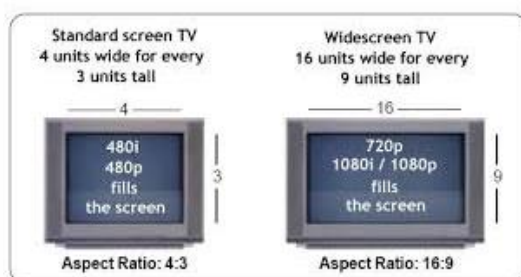 Standard screen TV
4 units wide for every
3 units tall
4
480i
480p
fills
the screen
3
Aspect Ratio: 4:3
Widescreen TV
16 units wide for every
9 units tall
16
720p
1080i / 1080p
fills
the screen
9
Aspect Ratio: 16:9